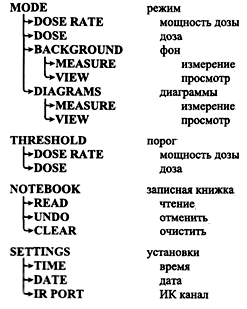 MODE режим
DOSE RATE мощность дозы
DOSE доза
BACKGROUND фон
MEASURE измерение
VIEW просмотр
DIAGRAMS диаграммы
MEASURE измерение
VIEW просмотр
THRESHOLD порог
DOSE RATE мощность дозы
DOSE доза
NOTEBOOK записная книжка
READ чтение
UNDO отменить
CLEAR очистить
SETTINGS установки
TIME время
DATE дата
IR PORT ИК канал